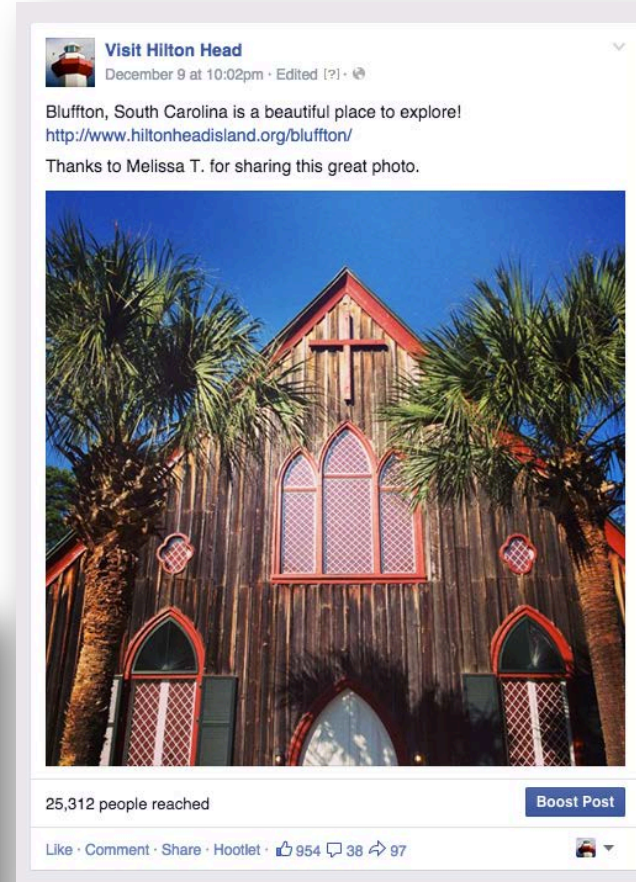 Visit Hilton Head
December 9 at 10:02pm · Edited [?] ·
Bluffton, South Carolina is a beautiful place to explore!
http://www.hiltonheadisland.org/bluffton/
Thanks to Melissa T. for sharing this great photo.
25,312 people reached
Boost Post
Like · Comment · Share · Hootlet · 954 38 97